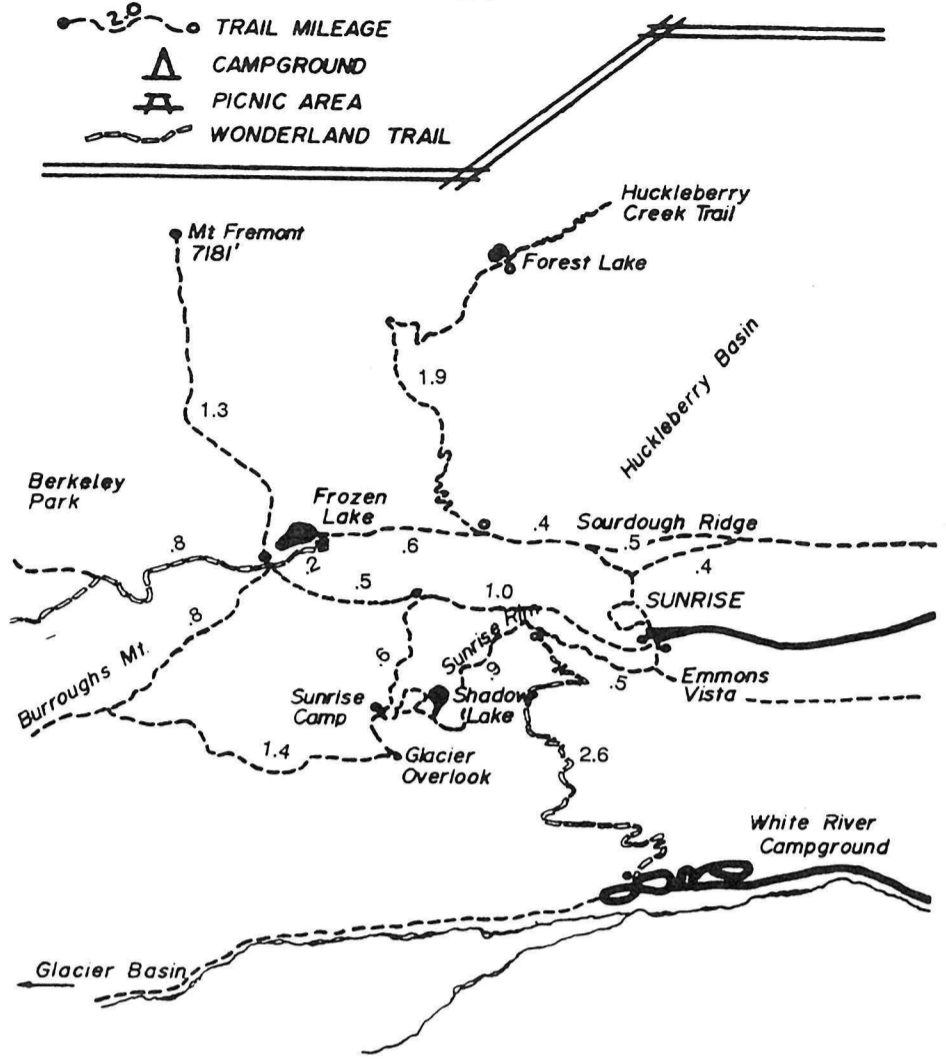 2.0
TRAIL MILEAGE
CAMPGROUND
PICNIC AREA
WONDERLAND TRAIL
Huckleberry
Creek Trail
Mt Fremont
7181'
Forest Lake
1.9
1.3
Huckleberry Basin
Berkeley
Park
Frozen
Lake
.8
.2
.6
.4
Sourdough Ridge
.5
.4
.5
1.0
SUNRISE
.8
Burroughs Mt.
.6
Sunrise Rim
.9
.5
Emmons
Vista
Sunrise
Camp
Shadow
Lake
1.4
Glacier
Overlook
2.6
White River
Campground
Glacier Basin